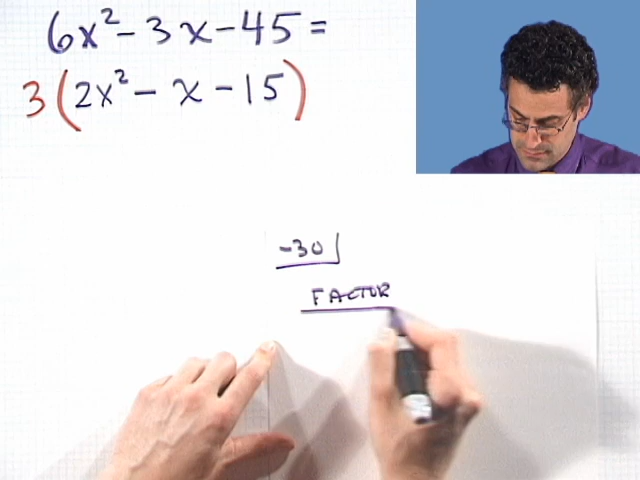 6x² - 3x - 45 =
3(2x² - x - 15)
-30
FACTOR